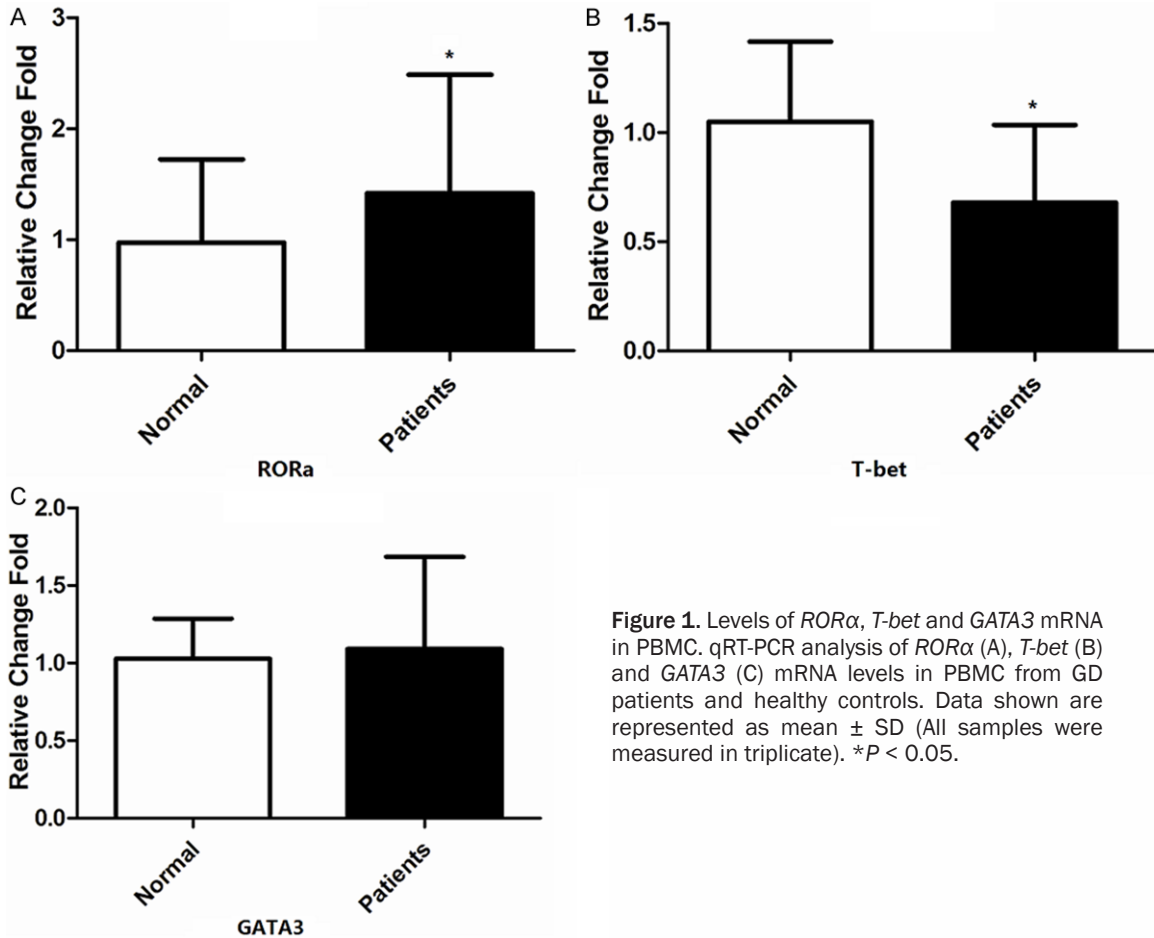 A
Relative Change Fold
3
2
1
0
*
Normal
Patients
RORa
B
Relative Change Fold
1.5
1.0
0.5
0.0
*
Normal
Patients
T-bet
C
Relative Change Fold
2.0
1.5
1.0
0.5
0.0
Normal
Patients
GATA3
Figure 1. Levels of RORα, T-bet and GATA3 mRNA
in PBMC. qRT-PCR analysis of RORα (A), T-bet (B)
and GATA3 (C) mRNA levels in PBMC from GD
patients and healthy controls. Data shown are
represented as mean ± SD (All samples were
measured in triplicate). *P < 0.05.